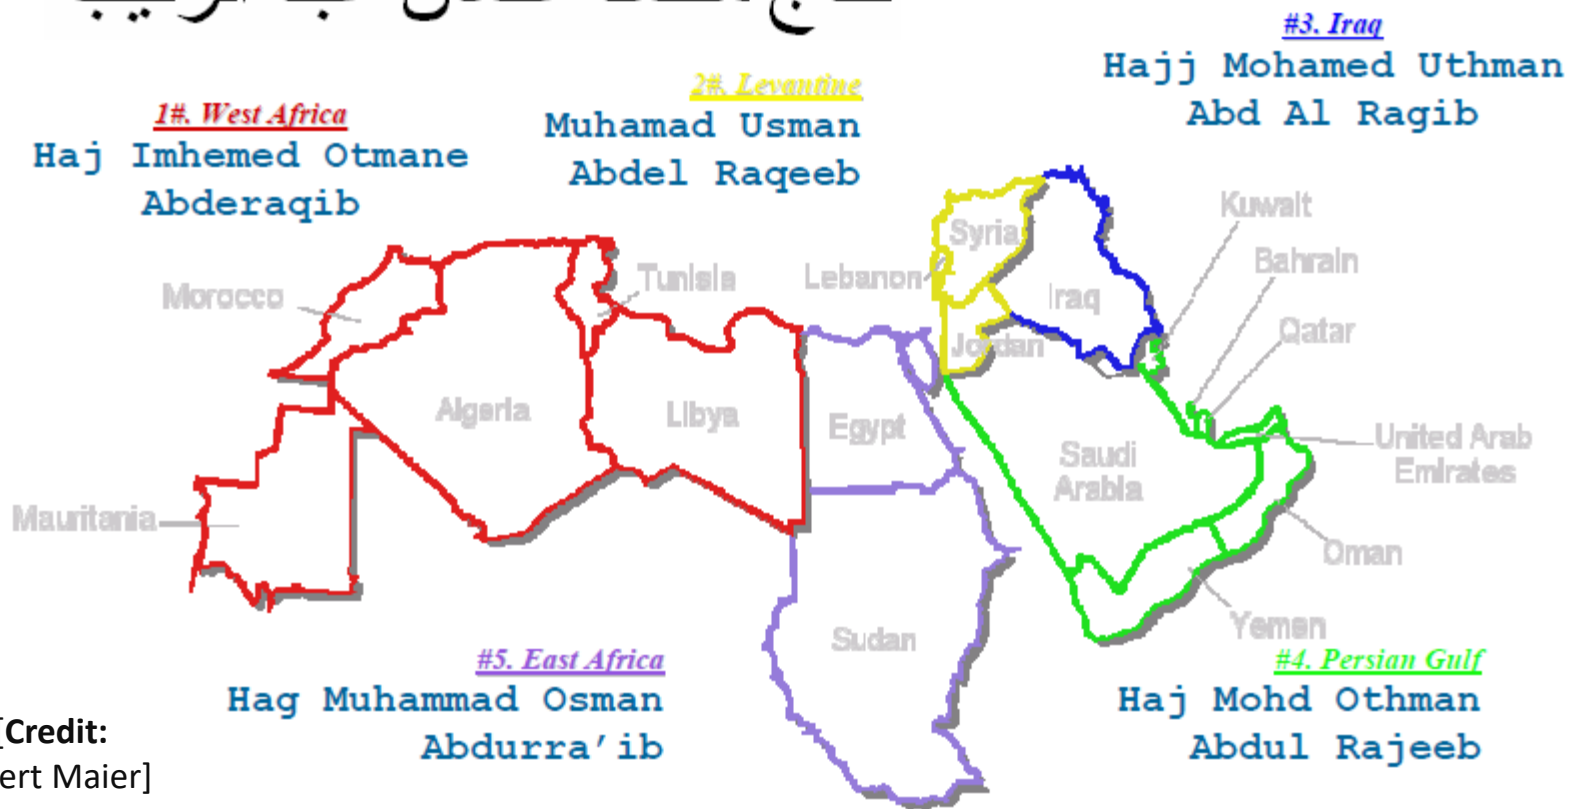 #3. Iraq
Hajj Mohamed Uthman
Abd Al Ragib
2#. Levantine
Muhamad Usman
Abdel Raqeeb
1#. West Africa
Haj Imhemed Otmane
Abderaqib
Kuwait
Syria
Bahrain
Lebanon
Tunisia
Morocco
Iraq
Qatar
Jordan
Algeria
Libya
Egypt
United Arab
Emirates
Saudi
Arabia
Mauritania
Oman
Yemen
Sudan
#5. East Africa
Hag Muhammad Osman
Abdurra’ib
#4. Persian Gulf
Haj Mohd Othman
Abdul Rajeeb
[Credit:
ert Maier]